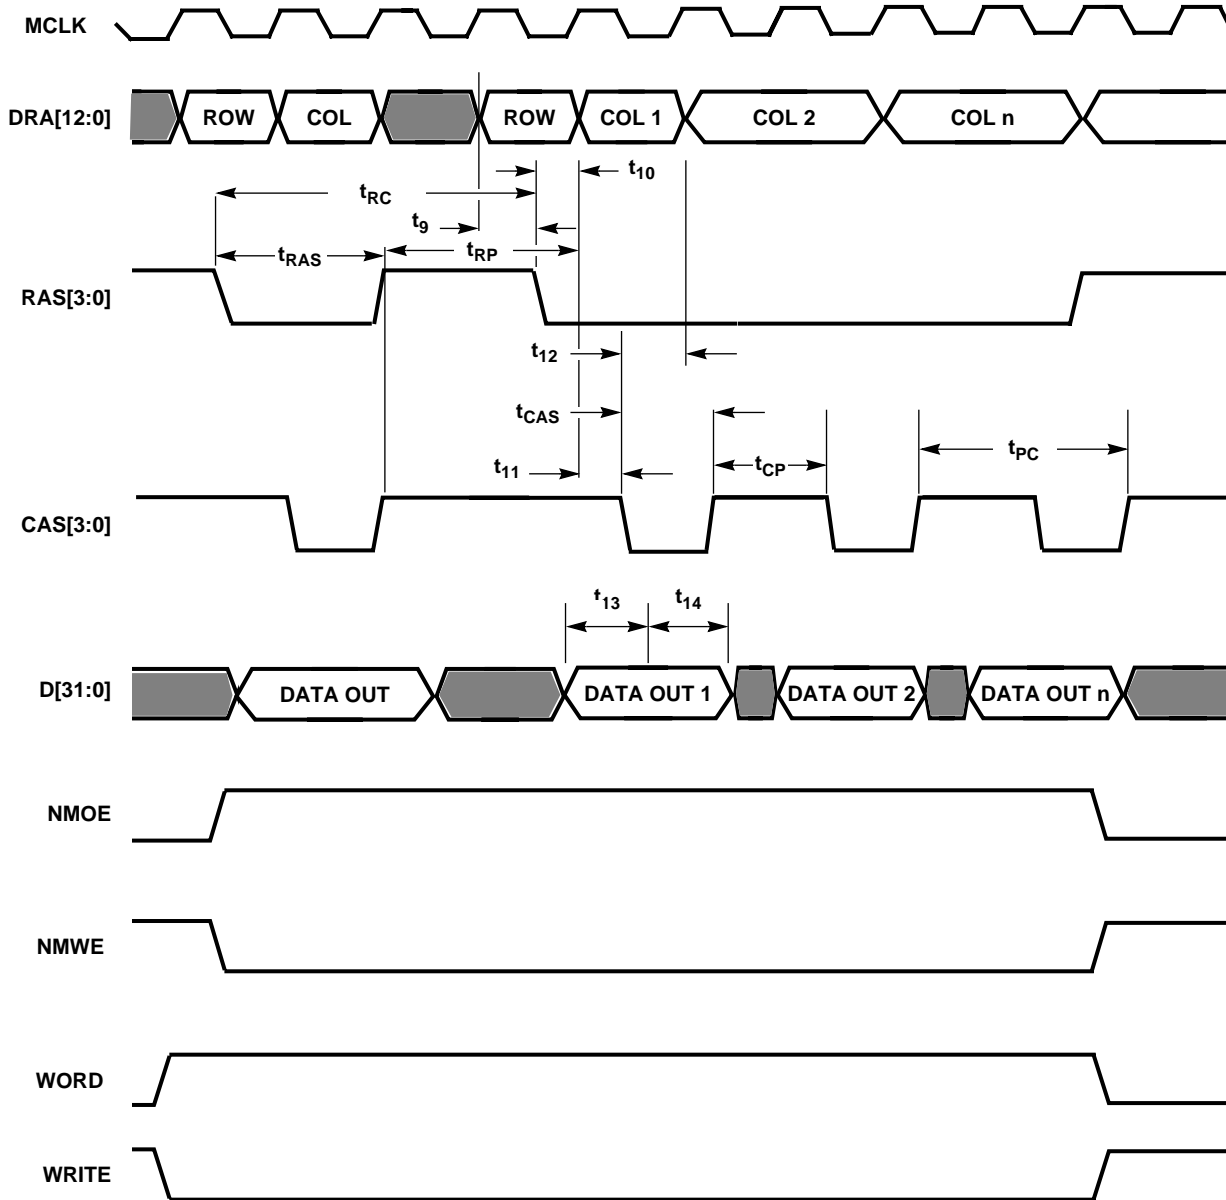 MCLK
DRA[12:0]
ROW COL ROW COL 1 COL 2 COL n
t10
tRC
t9
tRAS tRP
RAS[3:0]
t12
tCAS
t11 tCP tPC
CAS[3:0]
t13 t14
D[31:0]
DATA OUT DATA OUT 1 DATA OUT 2 DATA OUT n
NMOE
NMWE
WORD
WRITE